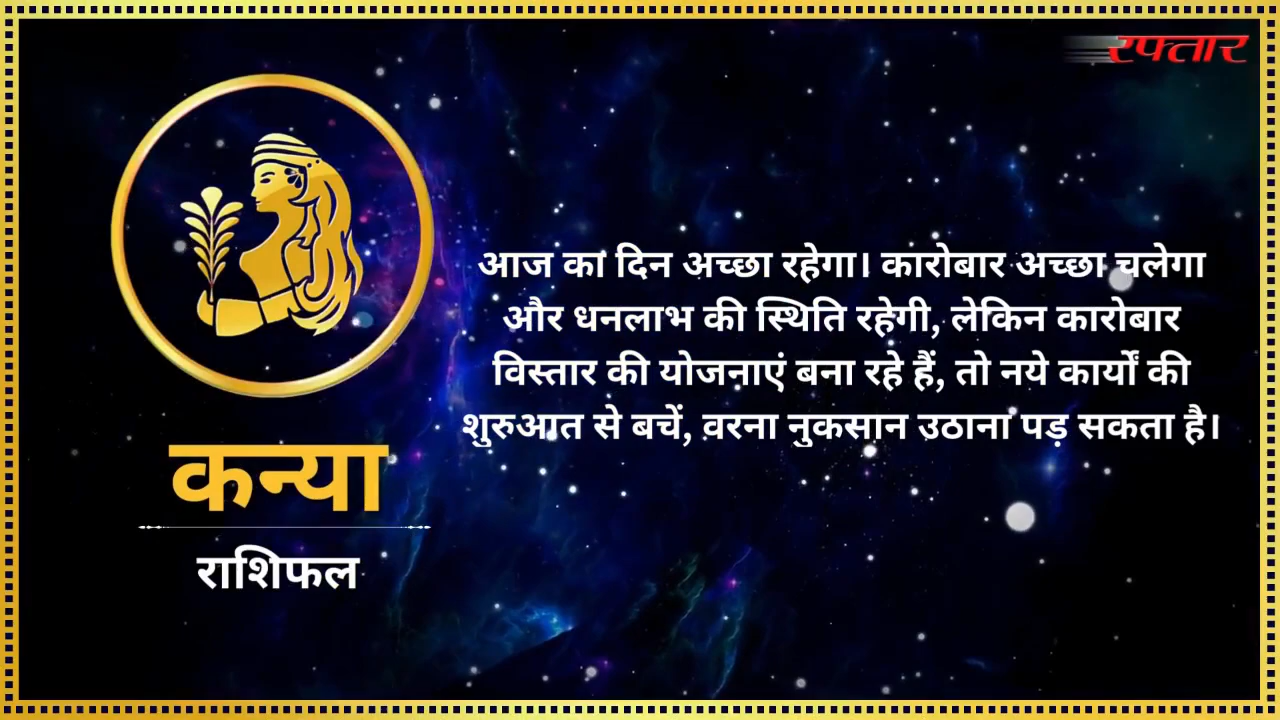 रफ्तार
आज का दिन अच्छा रहेगा। कारोबार अच्छा चलेगा
और धनलाभ की स्थिति रहेगी, लेकिन कारोबार
विस्तार की योजनाएं बना रहे हैं, तो नये कार्यों की
शुरुआत से बचें, वरना नुकसान उठाना पड़ सकता है।
कन्या
राशिफल